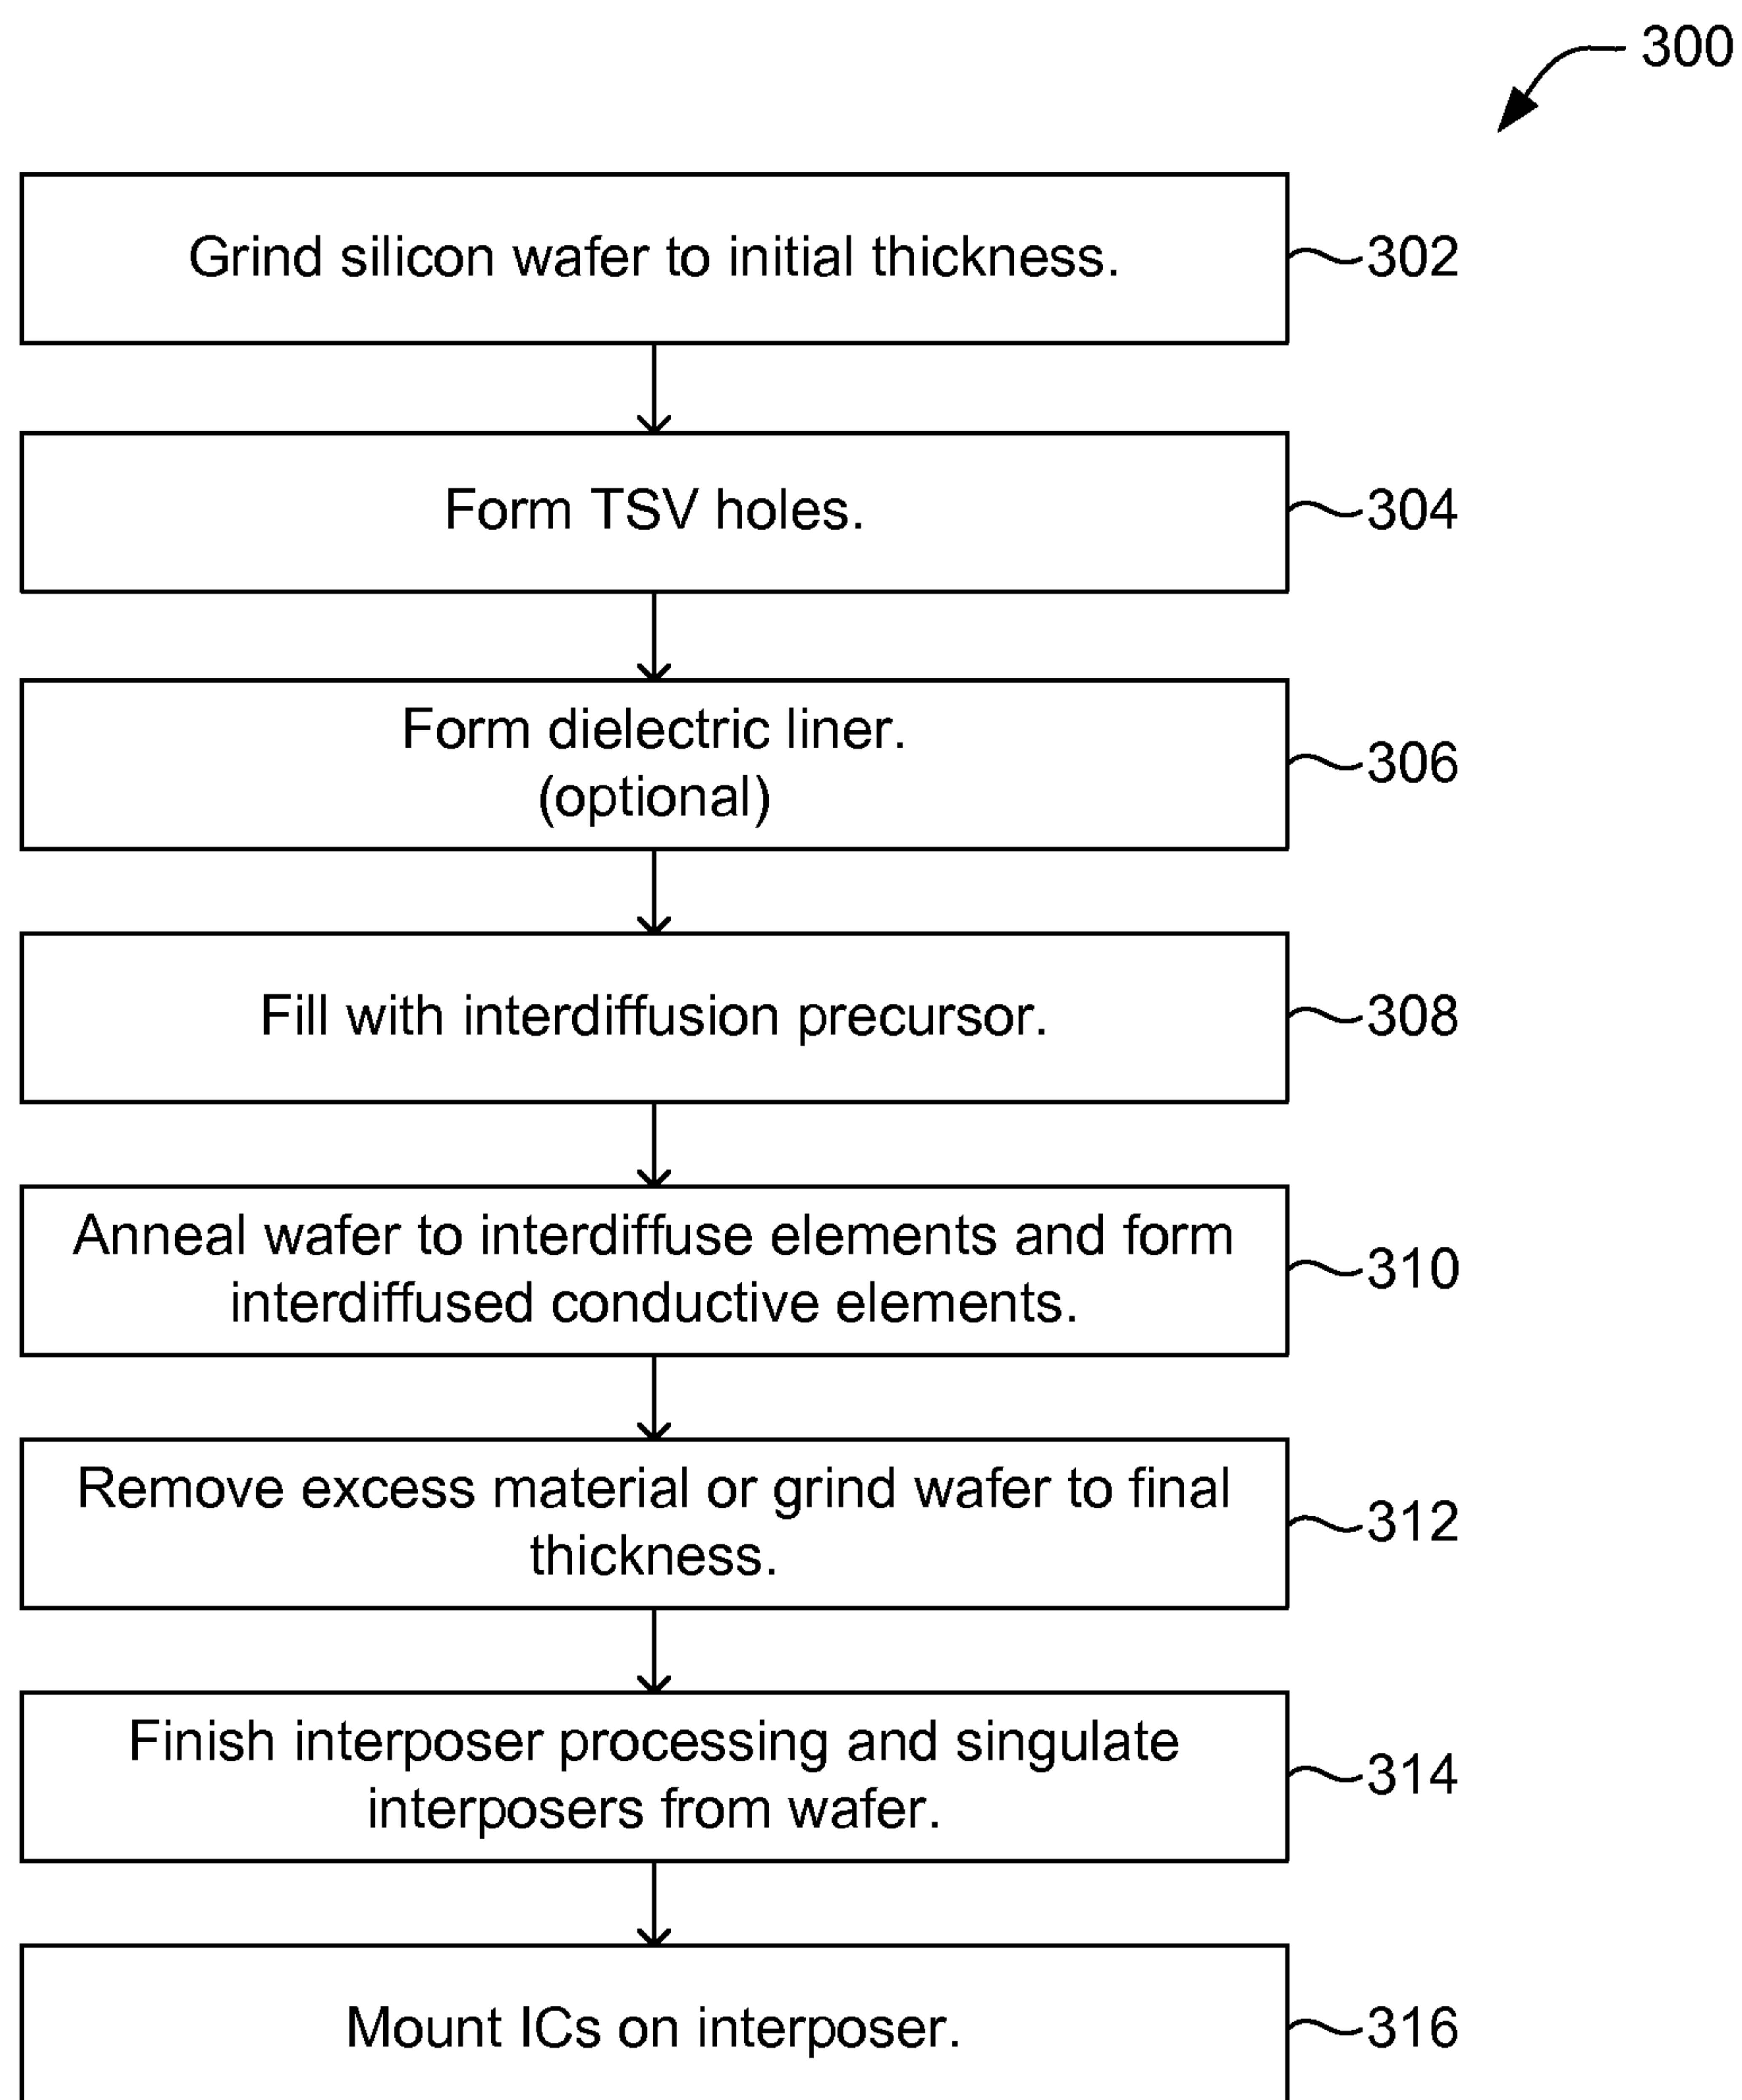 300
Grind silicon wafer to initial thickness.
302
Form TSV holes.
304
Form dielectric liner.
(optional)
306
Fill with interdiffusion precursor.
308
Anneal wafer to interdiffuse elements and form
interdiffused conductive elements.
310
Remove excess material or grind wafer to final
thickness.
312
Finish interposer processing and singulate
interposers from wafer.
314
Mount ICs on interposer.
316